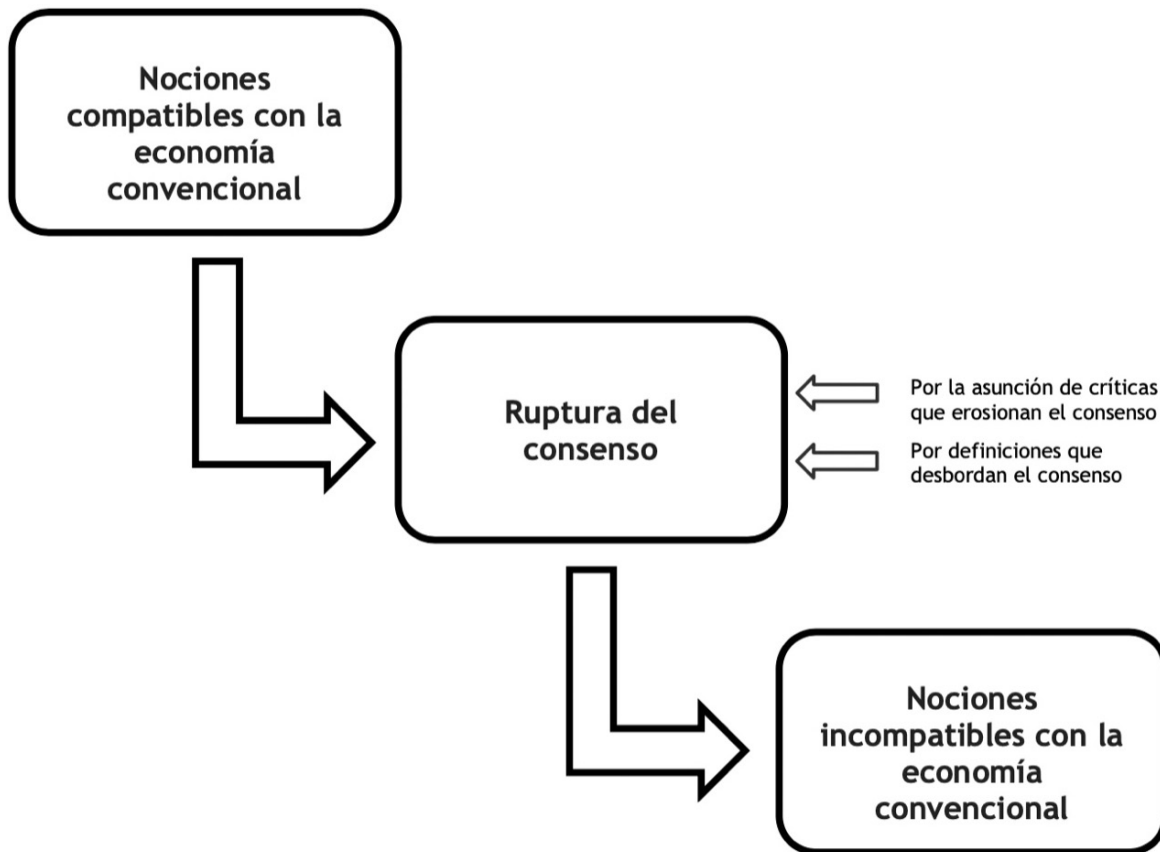 Nociones
compatibles con la
economía
convencional
Ruptura del
consenso
Por la asunción de críticas
que erosionan el consenso
Por definiciones que
desbordan el consenso
Nociones
incompatibles con la
economía
convencional